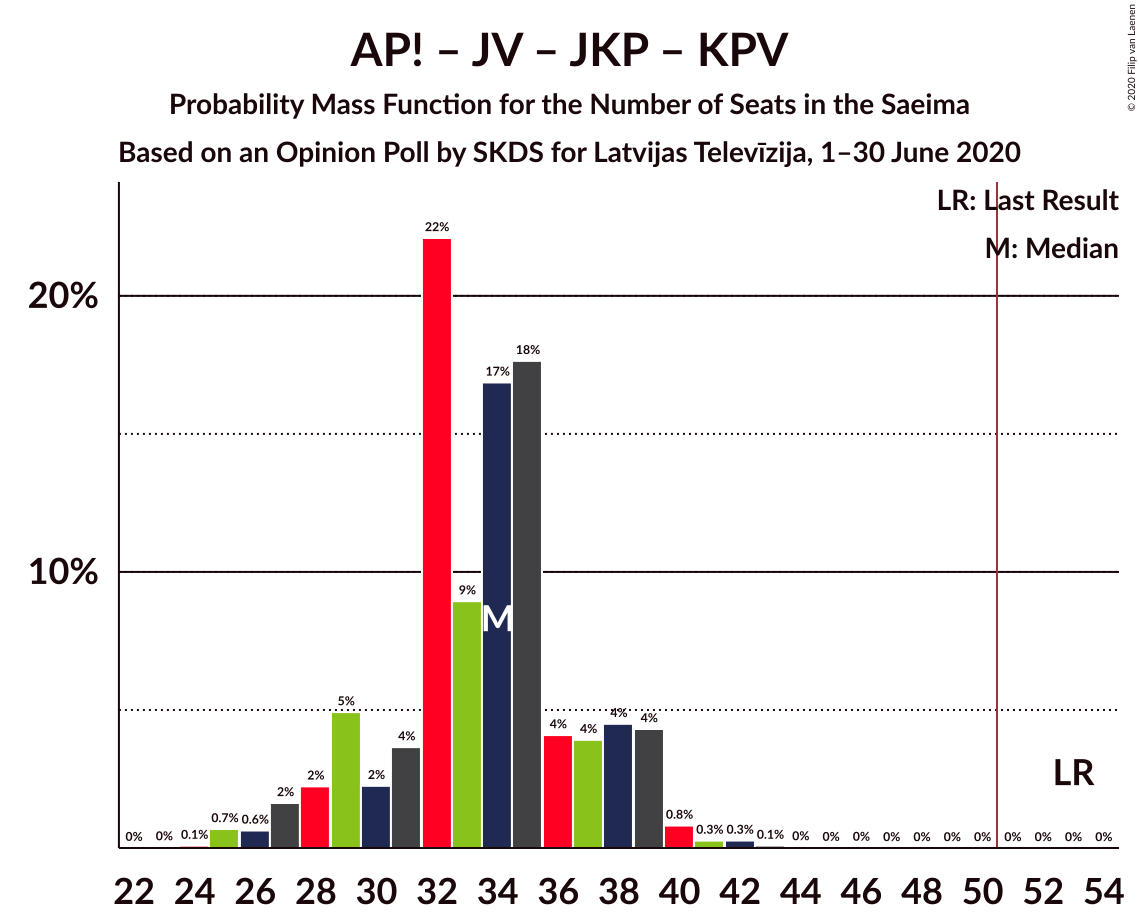 AP! – JV – JKP – KPV
Probability Mass Function for the Number of Seats in the Saeima
Based on an Opinion Poll by SKDS for Latvijas Televīzija, 1–30 June 2020
© 2020 Filip van Laenen
LR: Last Result
M: Median
20%
10%
0% 0% 0.1% 0.7% 0.6% 2% 2% 5% 2% 4% 22% 9% 17% 18% 4% 4% 4% 4% 0.8% 0.3% 0.3% 0.1% 0% 0% 0% 0% 0% 0% 0% 0% 0% 0% 0%
M
LR
22 24 26 28 30 32 34 36 38 40 42 44 46 48 50 52 54